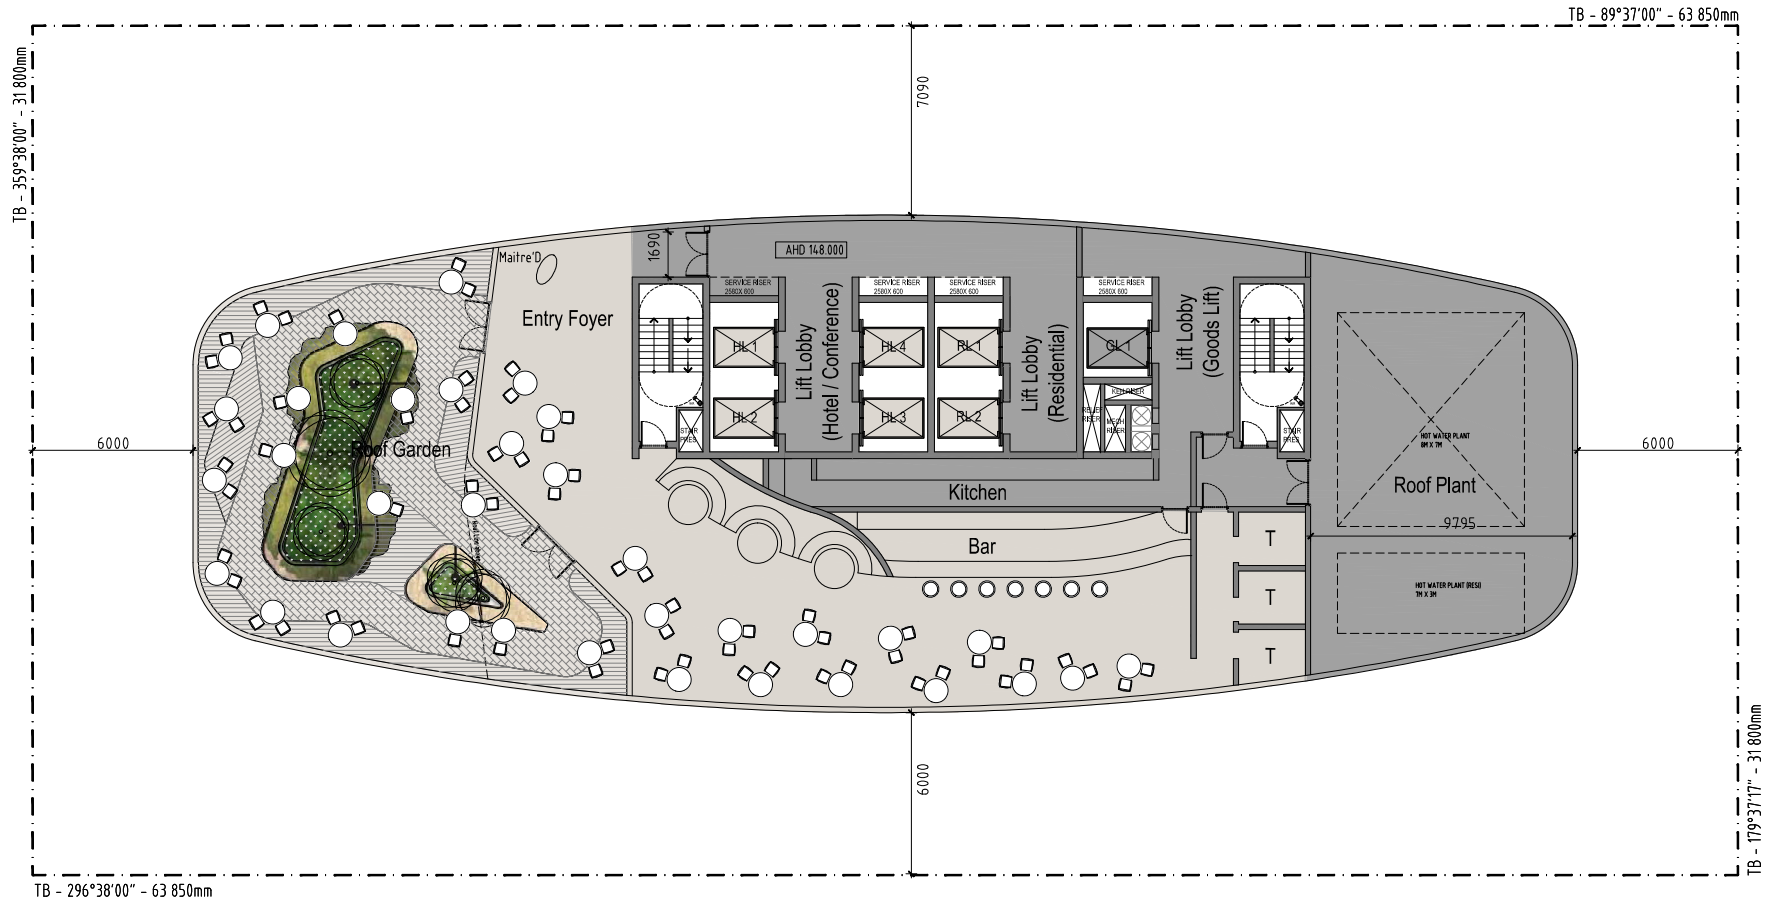 TB - 89°37'00" - 63 850mm
TB - 359°38'00" - 31 800mm
7090
1690
AHD 148.000
Maitre'D
Entry Foyer
SERVICE RISER
2580X 600
SERVICE RISER
2580X 600
SERVICE RISER
2580X 600
SERVICE RISER
2580X 600
HL 1
Lift Lobby
(Hotel / Conference)
HL 4
RL 1
Lift Lobby
(Residential)
GL 1
Lift Lobby
(Goods Lift)
HL 2
HL 3
RL 2
MECH
RISER
STAIR
PRES
STAIR
PRES
6000
Roof Garden
HOT WATER PLANT
6000
Kitchen
Roof Plant
9795
Bar
T
HOT WATER PLANT (RESI)
7M X 3M
T
T
6000
TB - 179°37'17" - 31 800mm
TB - 296°38'00" - 63 850mm